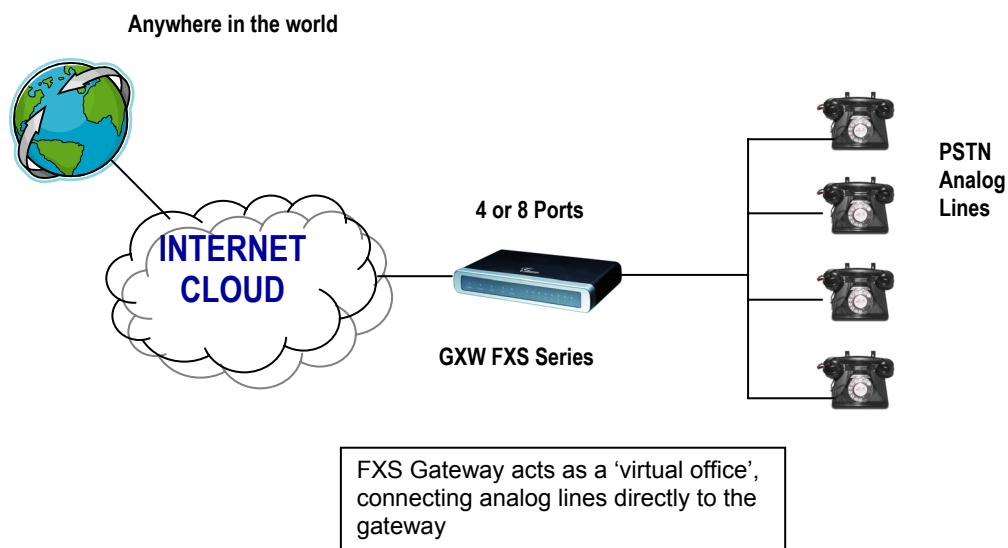 Anywhere in the world
INTERNET
CLOUD
4 or 8 Ports
GXW FXS Series
PSTN
Analog
Lines
FXS Gateway acts as a ‘virtual office’,
connecting analog lines directly to the
gateway